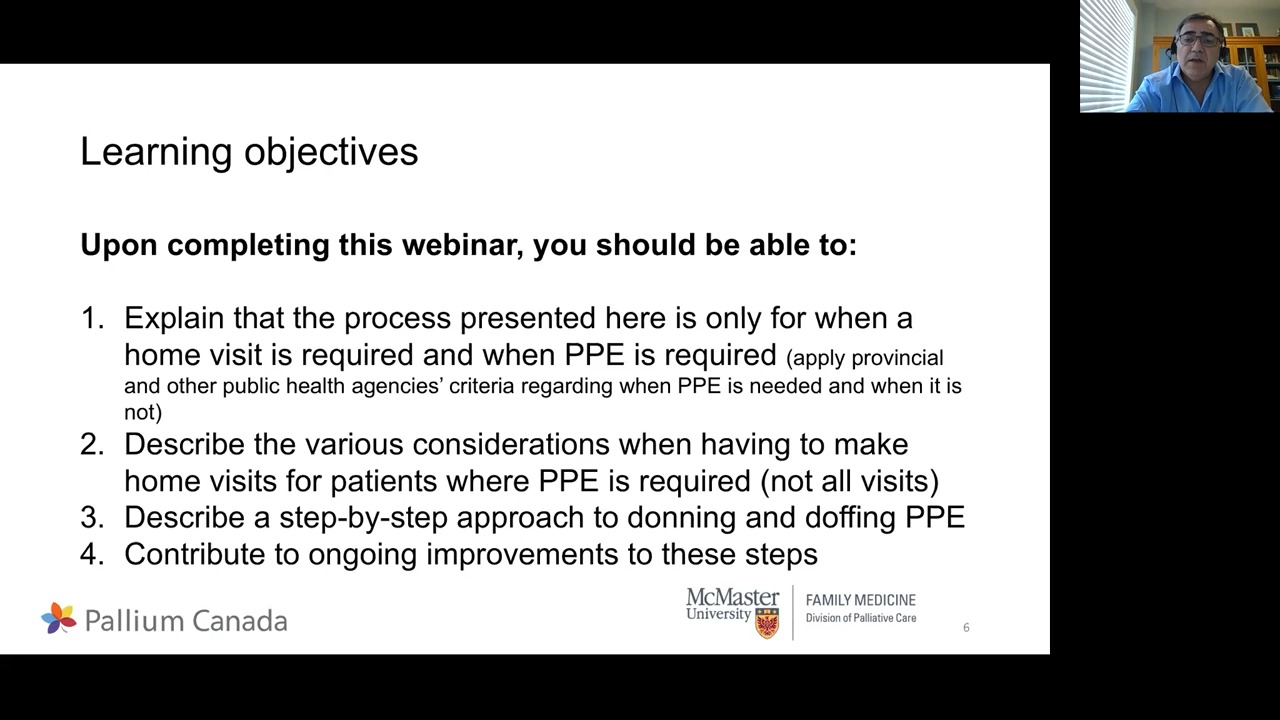 Learning objectives
Upon completing this webinar, you should be able to:
1. Explain that the process presented here is only for when a
home visit is required and when PPE is required (apply provincial
and other public health agencies’ criteria regarding when PPE is needed and when it is
not)
2. Describe the various considerations when having to make
home visits for patients where PPE is required (not all visits)
3. Describe a step-by-step approach to donning and doffing PPE
4. Contribute to ongoing improvements to these steps
Pallium Canada
McMaster
University
FAMILY MEDICINE
Division of Palliative Care
6